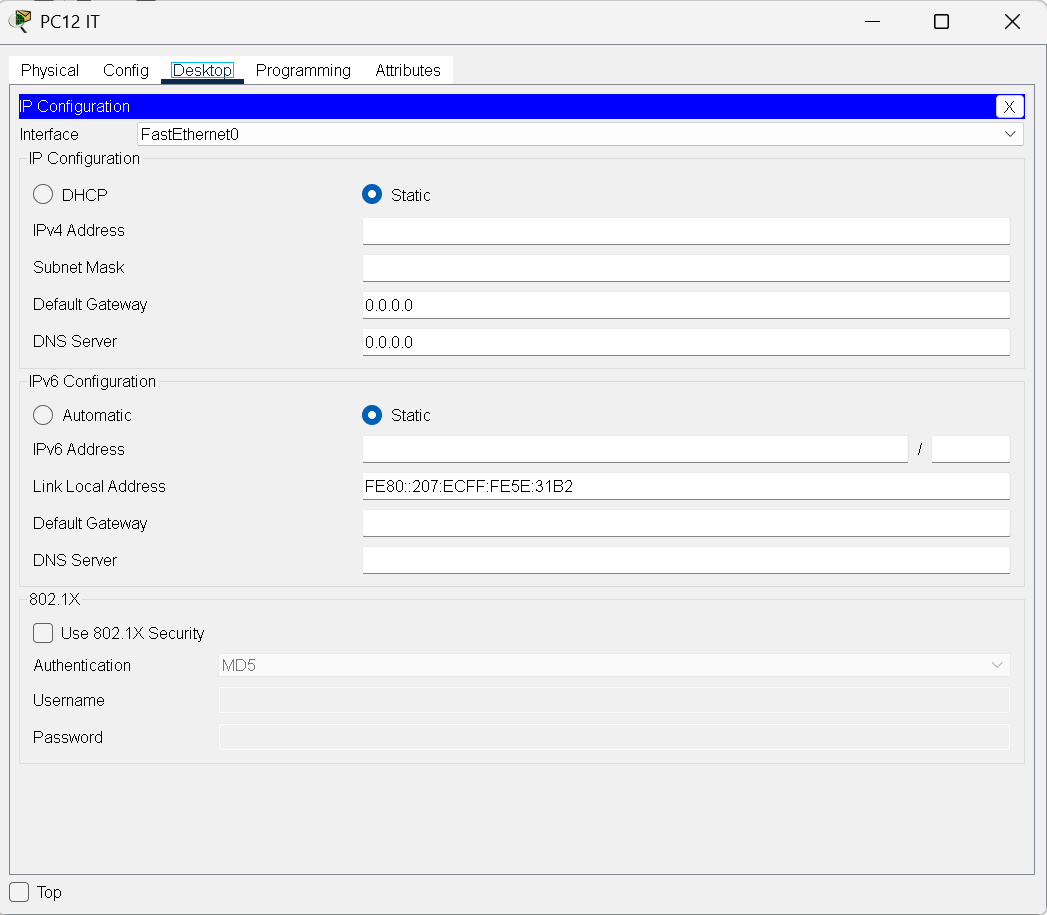 PC12 IT
Physical Config Desktop Programming Attributes
IP Configuration X
Interface FastEthernet0
IP Configuration
DHCP Static
IPv4 Address
Subnet Mask
Default Gateway 0.0.0.0
DNS Server 0.0.0.0
IPv6 Configuration
Automatic Static
IPv6 Address /
Link Local Address FE80::207:ECFF:FE5E:31B2
Default Gateway
DNS Server
802.1X
Use 802.1X Security
Authentication MD5
Username
Password
Top